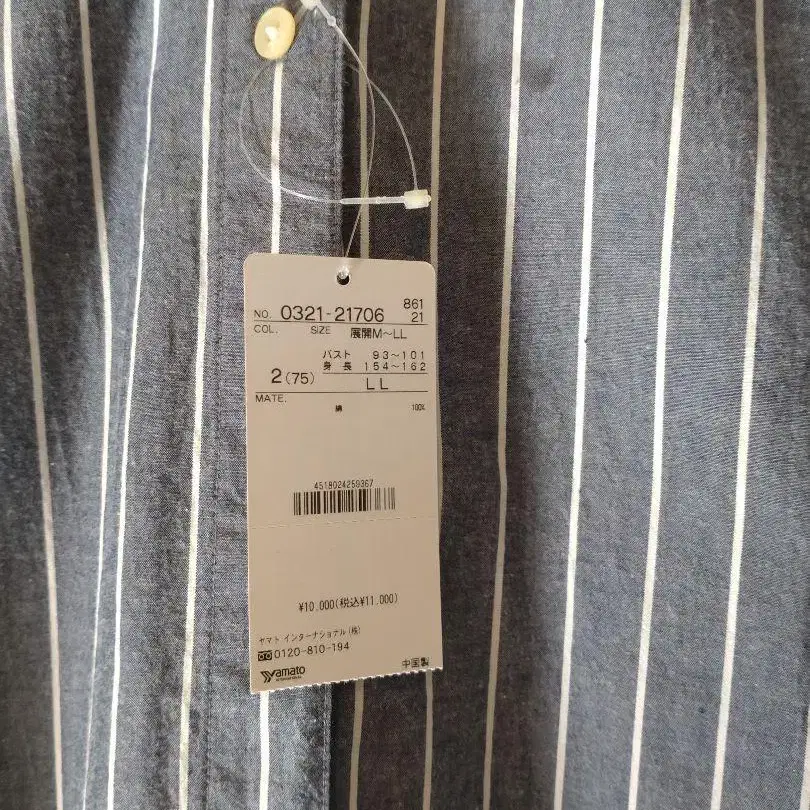 861
NO. 0321-21706 21
COL. SIZE 展開M～LL
バスト 93～101
2(75) 身長 154～162
LL
MATE.
綿 100%
4518024259367
¥10,000(税込¥11,000)
ヤマト インターナショナル(株)
0120-810-194
Yamato 中国製